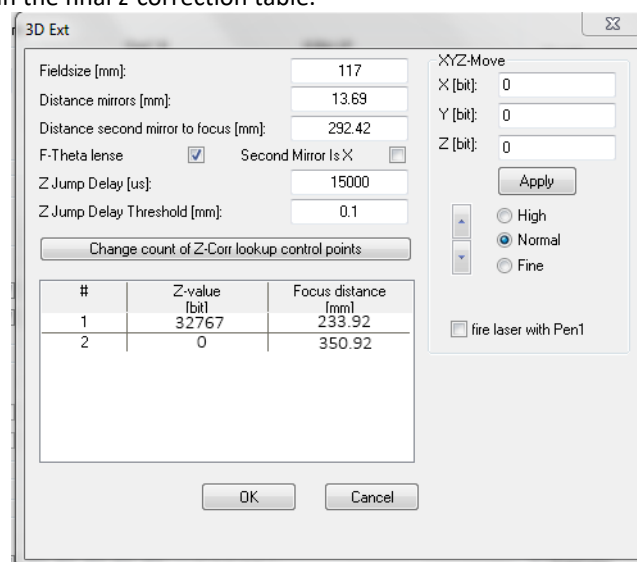 in the final z correction table.
3D Ext
Fieldsize [mm]: 117
Distance mirrors [mm]: 13.69
Distance second mirror to focus [mm]: 292.42
F-Theta lense Second Mirror Is X
Z Jump Delay [us]: 15000
Z Jump Delay Threshold [mm]: 0.1
Change count of Z-Corr lookup control points
# Z-value [bit] Focus distance [mm]
1 32767 233.92
2 0 350.92
OK Cancel
XYZ-Move
X [bit]: 0
Y [bit]: 0
Z [bit]: 0
Apply
High
Normal
Fine
fire laser with Pen1